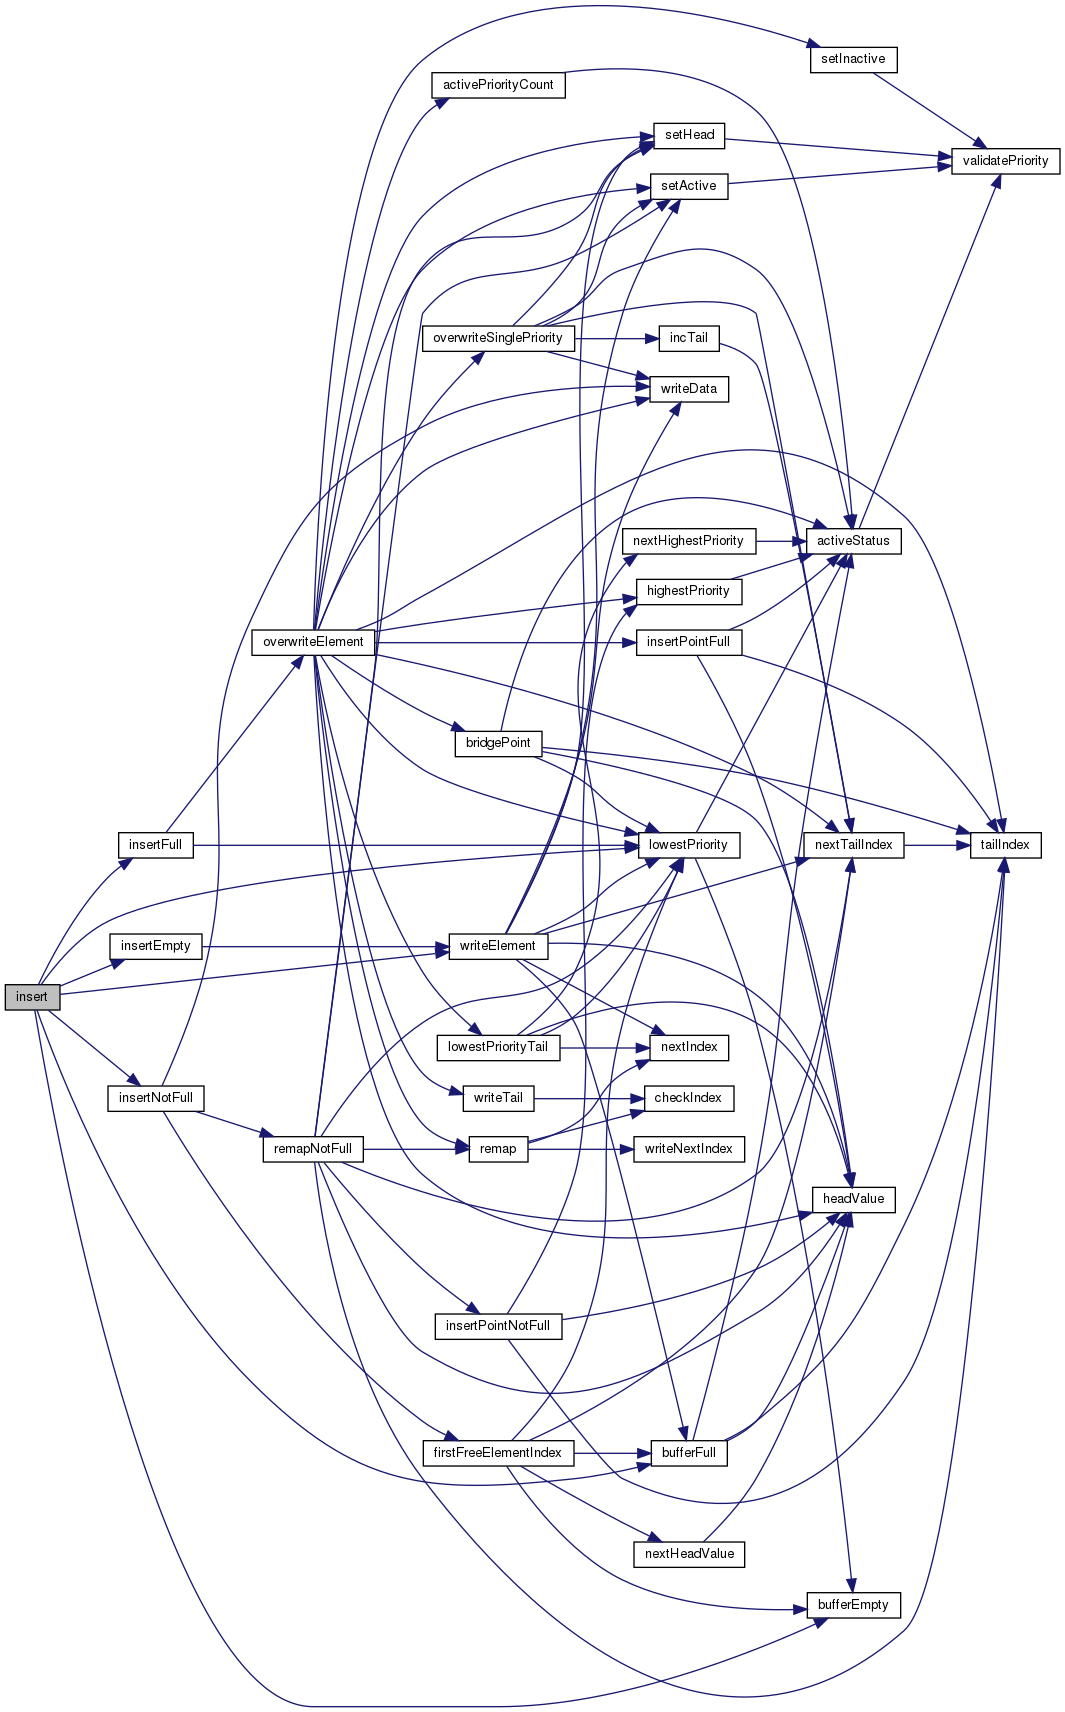 setInactive
activePriorityCount
setHead
validatePriority
setActive
overwriteSinglePriority
incTail
writeData
nextHighestPriority
activeStatus
highestPriority
overwriteElement
insertPointFull
bridgePoint
insertFull
lowestPriority
nextTailIndex
tailIndex
insertEmpty
writeElement
insert
lowestPriorityTail
nextIndex
insertNotFull
writeTail
checkIndex
remapNotFull
remap
writeNextIndex
headValue
insertPointNotFull
firstFreeElementIndex
bufferFull
nextHeadValue
bufferEmpty